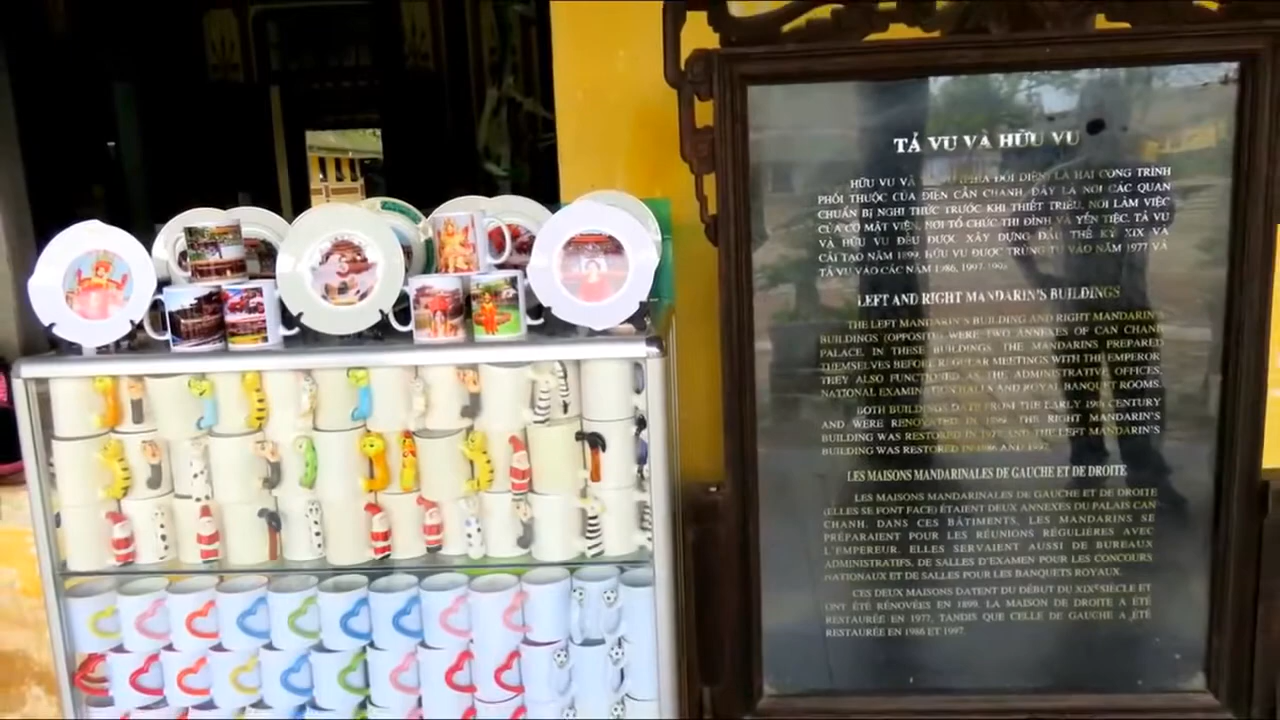 TẢ VU VÀ HỮU VU
HỮU VU VÀ (PHÍA ĐỐI DIỆN) LÀ HAI CÔNG TRÌNH
PHỐI THUỘC CỦA ĐIỆN CẦN CHÁNH. ĐÂY LÀ NƠI CÁC QUAN
CHUẨN BỊ NGHI THỨC TRƯỚC KHI THIẾT TRIỀU, NƠI LÀM VIỆC
CỦA CƠ MẬT VIỆN, NƠI TỔ CHỨC THI ĐÌNH VÀ YẾN TIỆC. TẢ VU
VÀ HỮU VU ĐỀU ĐƯỢC XÂY DỰNG ĐẦU THẾ KỶ XIX VÀ
CẢI TẠO NĂM 1899. HỮU VU ĐƯỢC TRÙNG TU VÀO NĂM 1977 VÀ
TẢ VU VÀO CÁC NĂM 1986, 1997
LEFT AND RIGHT MANDARIN'S BUILDINGS
THE LEFT MANDARIN'S BUILDING AND RIGHT MANDARIN'S
BUILDINGS (OPPOSITE) WERE TWO ANNEXES OF CAN CHANH
PALACE. IN THESE BUILDINGS, THE MANDARINS PREPARED
THEMSELVES BEFORE REGULAR MEETINGS WITH THE EMPEROR
THEY ALSO FUNCTIONED AS THE ADMINISTRATIVE OFFICES,
NATIONAL EXAMINATION HALLS AND ROYAL BANQUET ROOMS.
BOTH BUILDINGS DATE FROM THE EARLY 19th CENTURY
AND WERE RENOVATED IN 1899. THE RIGHT MANDARIN'S
BUILDING WAS RESTORED IN 1977 AND THE LEFT MANDARIN'S
BUILDING WAS RESTORED IN 1986 AND 1997.
LES MAISONS MANDARINALES DE GAUCHE ET DE DROITE
LES MAISONS MANDARINALES DE GAUCHE ET DE DROITE
(ELLES SE FONT FACE) ÉTAIENT DEUX ANNEXES DU PALAIS CAN
CHANH. DANS CES BÂTIMENTS, LES MANDARINS SE
PRÉPARAIENT POUR LES RÉUNIONS RÉGULIÈRES AVEC
L'EMPEREUR. ELLES SERVAIENT AUSSI DE BUREAUX
ADMINISTRATIFS, DE SALLES D'EXAMEN POUR LES CONCOURS
NATIONAUX ET DE SALLES POUR LES BANQUETS ROYAUX.
CES DEUX MAISONS DATENT DU DÉBUT DU XIXe SIÈCLE ET
ONT ÉTÉ RÉNOVÉES EN 1899. LA MAISON DE DROITE A ÉTÉ
RESTAURÉE EN 1977, TANDIS QUE CELLE DE GAUCHE A ÉTÉ
RESTAURÉE EN 1986 ET 1997.